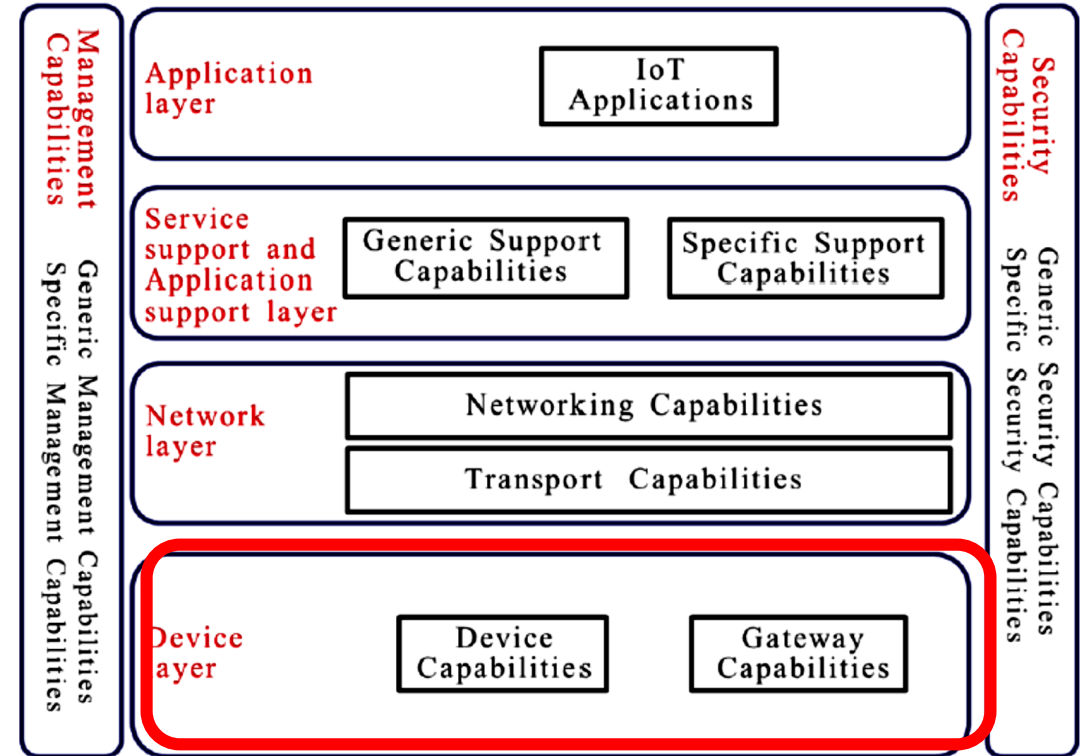 Management
Capabilities
Generic Management Capabilities
Specific Management Capabilities
Application
layer
IoT
Applications
Service
support and
Application
support layer
Generic Support
Capabilities
Specific Support
Capabilities
Network
layer
Networking Capabilities
Transport Capabilities
Device
layer
Device
Capabilities
Gateway
Capabilities
Security
Capabilities
Generic Security Capabilities
Specific Security Capabilities